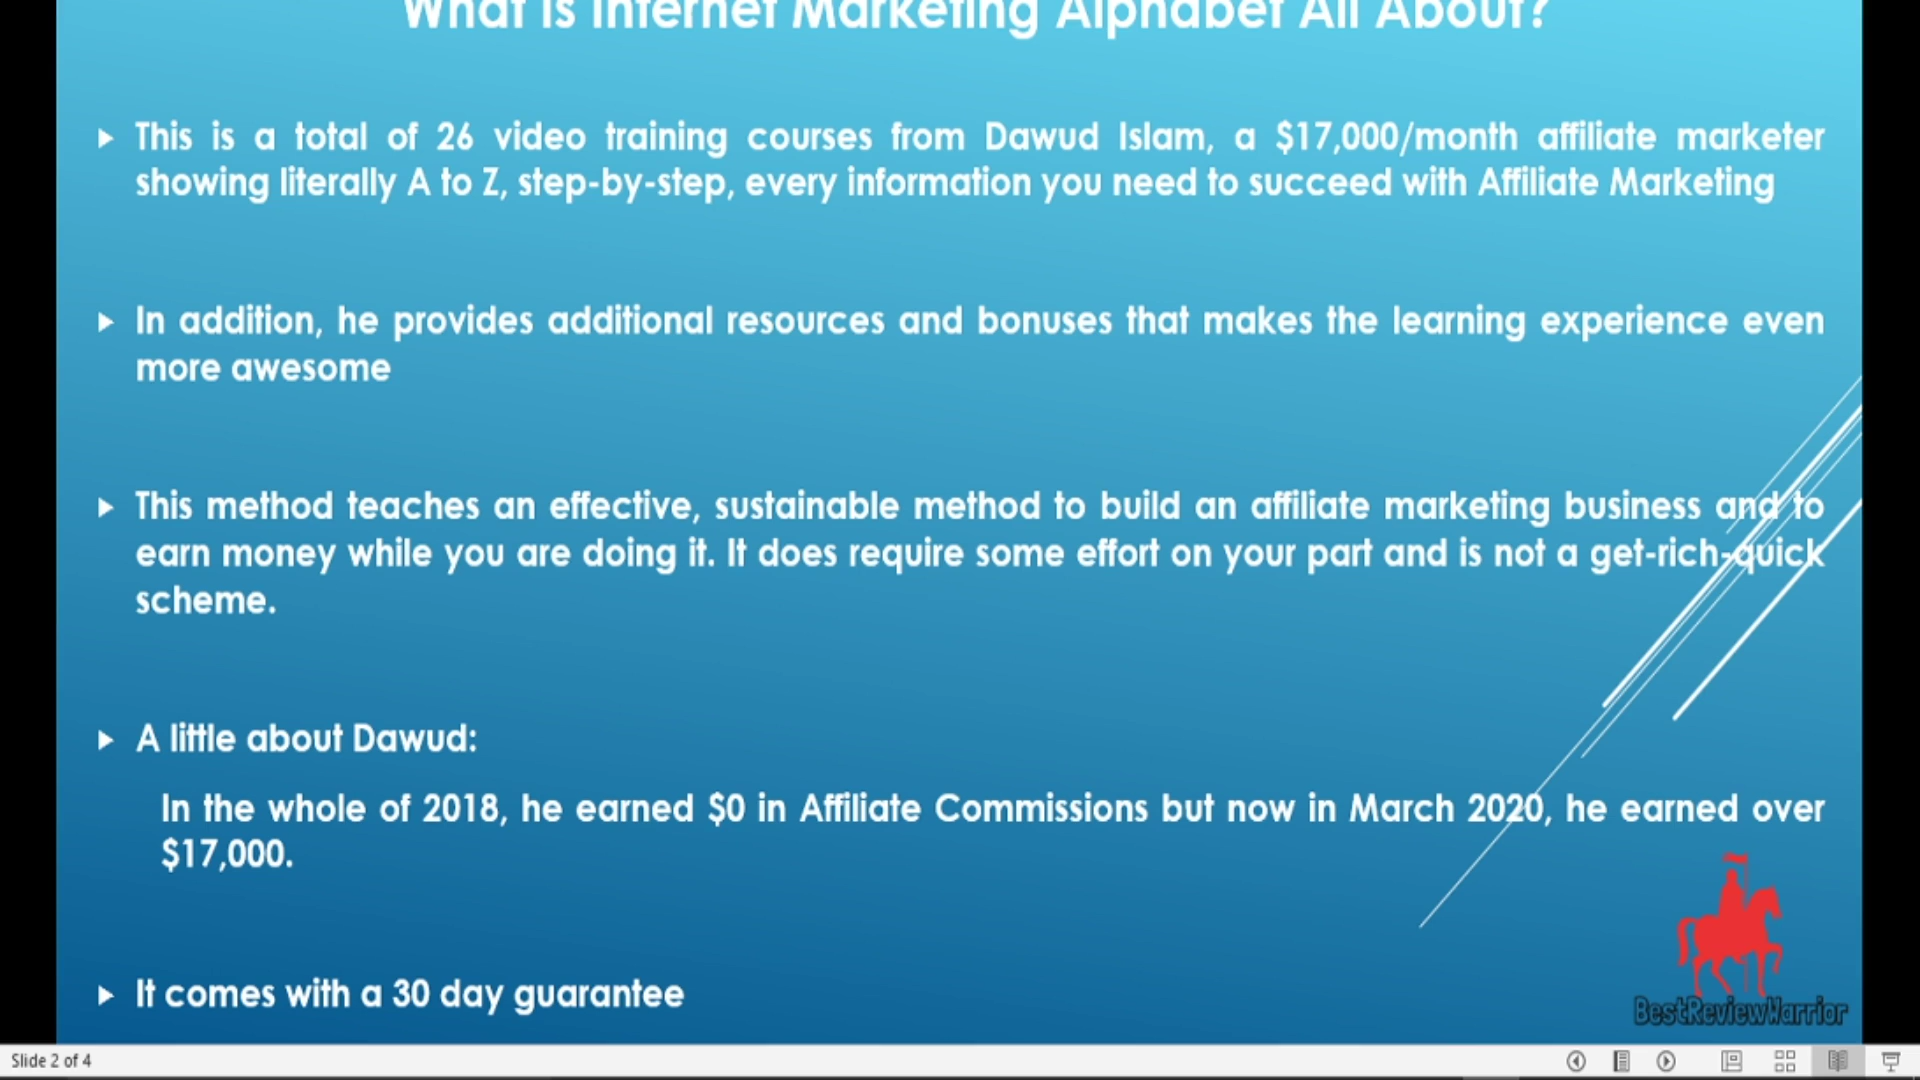 What is Internet Marketing Alphabet All About?
This is a total of 26 video training courses from Dawud Islam, a $17,000/month affiliate marketer
showing literally A to Z, step-by-step, every information you need to succeed with Affiliate Marketing
In addition, he provides additional resources and bonuses that makes the learning experience even
more awesome
This method teaches an effective, sustainable method to build an affiliate marketing business and to
earn money while you are doing it. It does require some effort on your part and is not a get-rich-quick
scheme.
A little about Dawud:
In the whole of 2018, he earned $0 in Affiliate Commissions but now in March 2020, he earned over
$17,000.
It comes with a 30 day guarantee
BestReviewWarrior
Slide 2 of 4